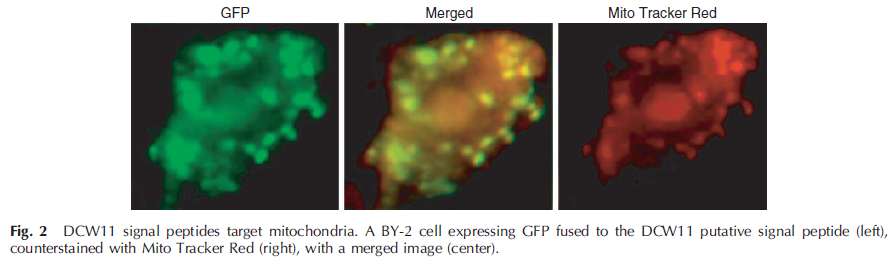 GFP Merged Mito Tracker Red
Fig. 2 DCW11 signal peptides target mitochondria. A BY-2 cell expressing GFP fused to the DCW11 putative signal peptide (left),
counterstained with Mito Tracker Red (right), with a merged image (center).